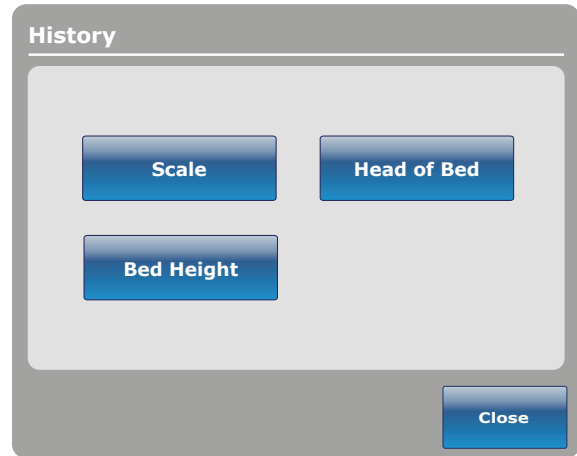 History
Scale
Head of Bed
Bed Height
Close